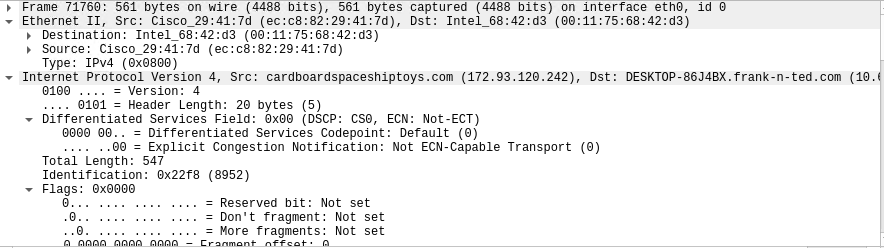 Frame 71760: 561 bytes on wire (4488 bits), 561 bytes captured (4488 bits) on interface eth0, id 0
Ethernet II, Src: Cisco_29:41:7d (ec:c8:82:29:41:7d), Dst: Intel_68:42:d3 (00:11:75:68:42:d3)
Destination: Intel_68:42:d3 (00:11:75:68:42:d3)
Source: Cisco_29:41:7d (ec:c8:82:29:41:7d)
Type: IPv4 (0x0800)
Internet Protocol Version 4, Src: cardboardspaceshiptoys.com (172.93.120.242), Dst: DESKTOP-86J4BX.frank-n-ted.com (10.6
0100 .... = Version: 4
.... 0101 = Header Length: 20 bytes (5)
Differentiated Services Field: 0x00 (DSCP: CS0, ECN: Not-ECT)
0000 00.. = Differentiated Services Codepoint: Default (0)
.... ..00 = Explicit Congestion Notification: Not ECN-Capable Transport (0)
Total Length: 547
Identification: 0x22f8 (8952)
Flags: 0x0000
0... .... .... .... = Reserved bit: Not set
.0.. .... .... .... = Don't fragment: Not set
..0. .... .... .... = More fragments: Not set
0 0000 0000 0000 = Fragment offset: 0